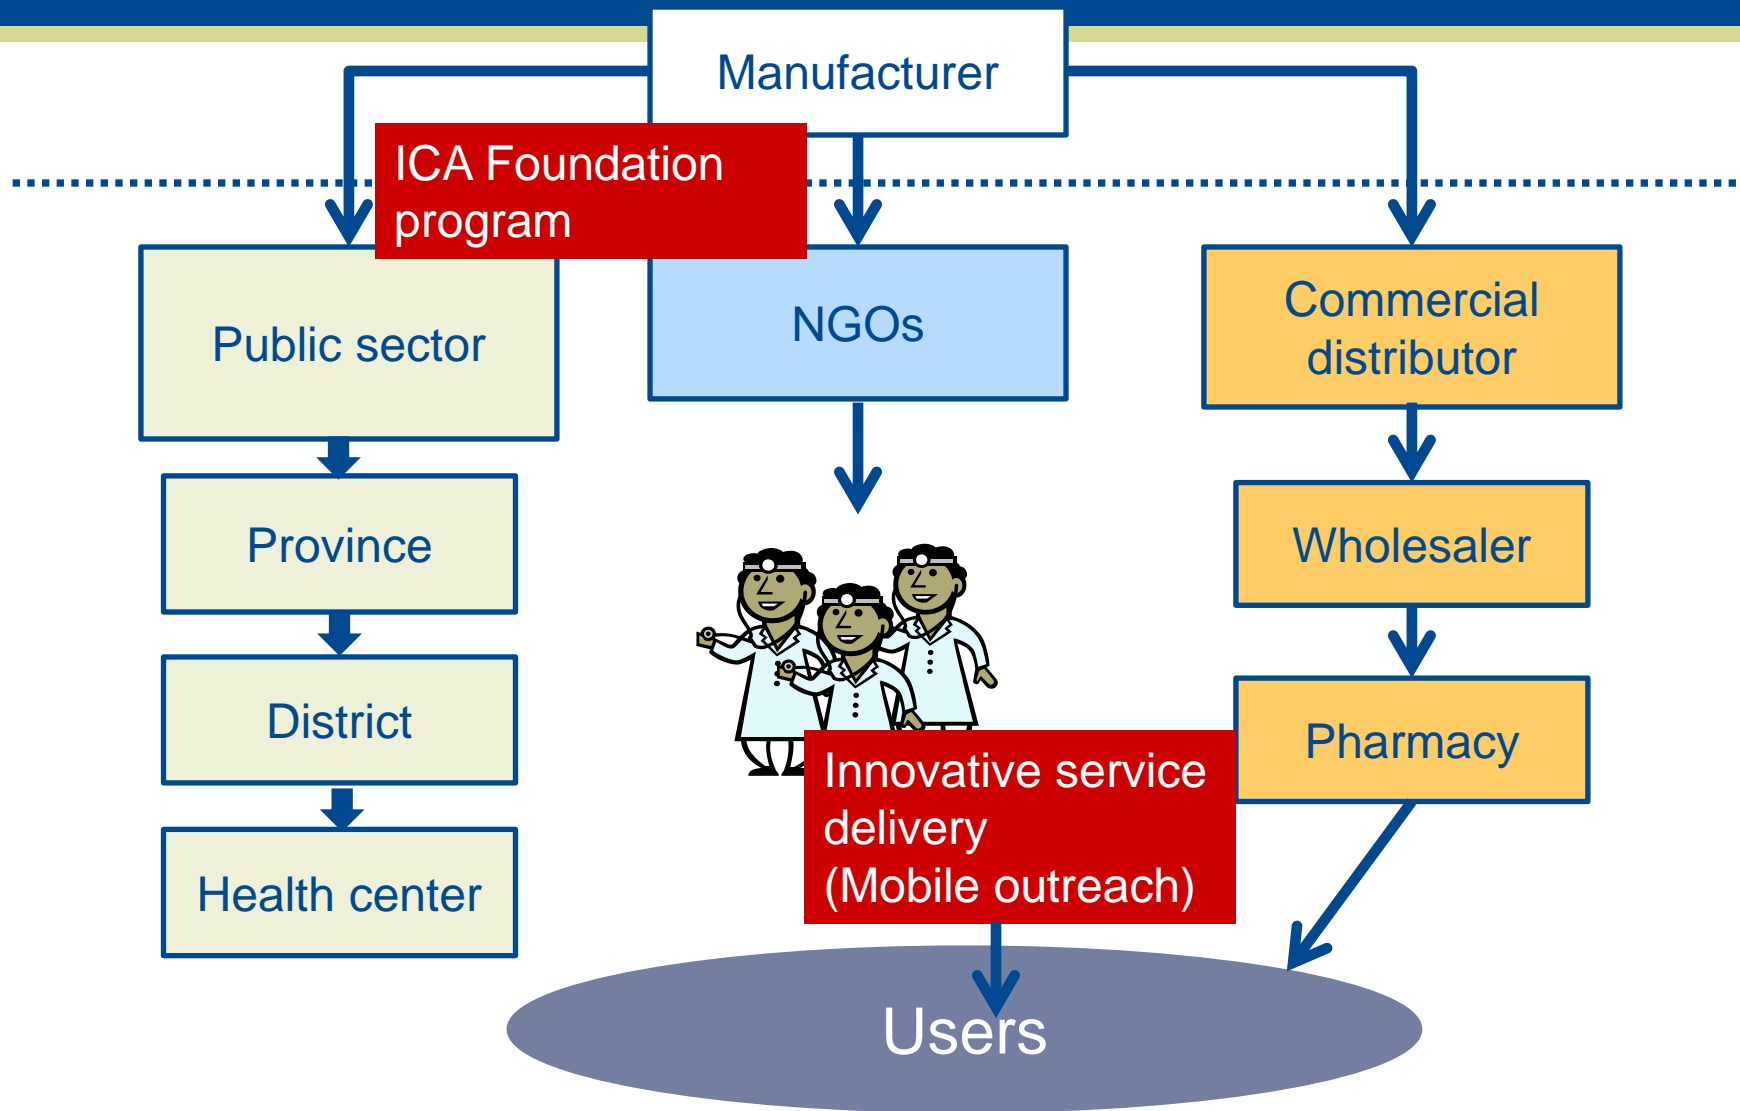 Manufacturer
ICA Foundation
program
Public sector
NGOs
Commercial
distributor
Province
Wholesaler
District
Pharmacy
Innovative service
delivery
(Mobile outreach)
Health center
Users